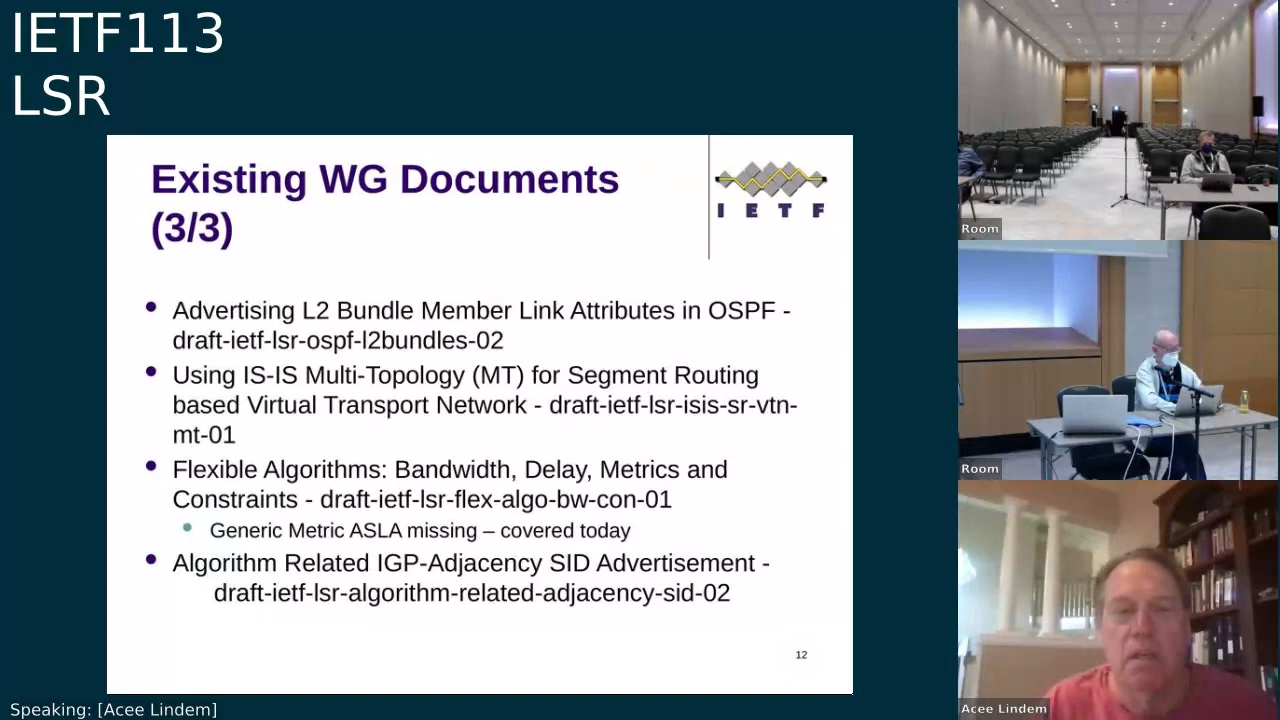 IETF113
LSR
Existing WG Documents
(3/3)
I E T F
• Advertising L2 Bundle Member Link Attributes in OSPF -
draft-ietf-lsr-ospf-l2bundles-02
• Using IS-IS Multi-Topology (MT) for Segment Routing
based Virtual Transport Network - draft-ietf-lsr-isis-sr-vtn-
mt-01
• Flexible Algorithms: Bandwidth, Delay, Metrics and
Constraints - draft-ietf-lsr-flex-algo-bw-con-01
• Generic Metric ASLA missing – covered today
• Algorithm Related IGP-Adjacency SID Advertisement -
draft-ietf-lsr-algorithm-related-adjacency-sid-02
12
Speaking: [Acee Lindem]
Room
Room
Acee Lindem